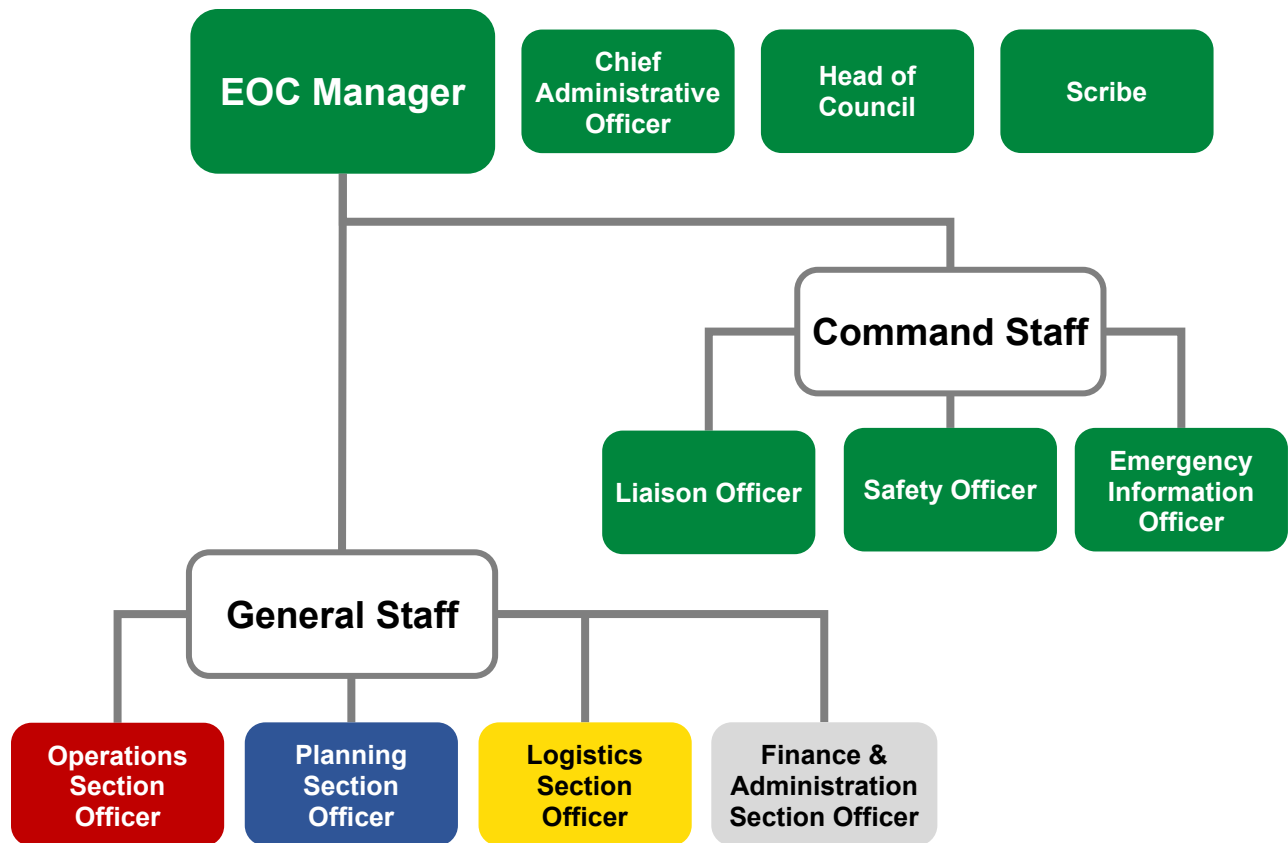 EOC Manager
Chief
Administrative
Officer
Head of
Council
Scribe
Command Staff
Liaison Officer
Safety Officer
Emergency
Information
Officer
General Staff
Operations
Section
Officer
Planning
Section
Officer
Logistics
Section
Officer
Finance &
Administration
Section Officer